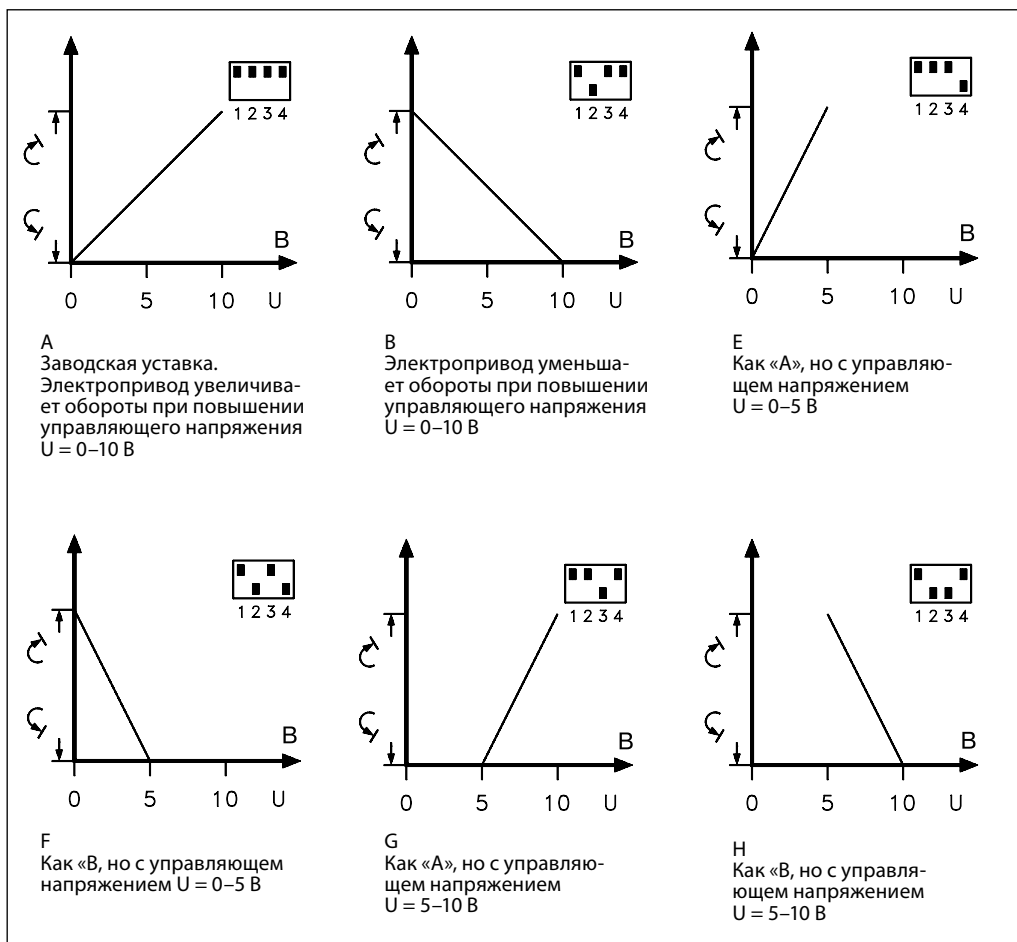 1 2 3 4
B
0 5 10 U
A
Заводская уставка.
Электропривод увеличива-
ет обороты при повышении
управляющего напряжения
U = 0–10 В
1 2 3 4
B
0 5 10 U
B
Электропривод уменьша-
ет обороты при повышении
управляющего напряжения
U = 0–10 В
1 2 3 4
B
0 5 10 U
E
Как «А», но с управляю-
щем напряжением
U = 0–5 В
1 2 3 4
B
0 5 10 U
F
Как «В, но с управляющем
напряжением U = 0–5 В
1 2 3 4
B
0 5 10 U
G
Как «А», но с управляю-
щем напряжением
U = 5–10 В
1 2 3 4
B
0 5 10 U
H
Как «В, но с управля-
ющем напряжением
U = 5–10 В